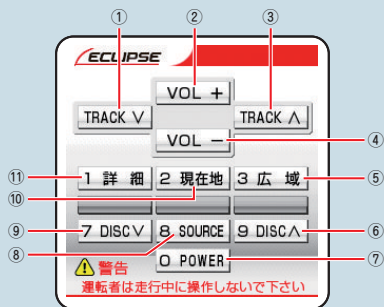 ① ② ③
ECLIPSE
VOL +
TRACK ∨ TRACK ∧
VOL − ④
⑪ 1 詳 細 2 現在地 3 広 域 ⑤
⑩
⑨ 7 DISC∨ 8 SOURCE 9 DISC∧ ⑥
⑧ 0 POWER ⑦
警告
運転者は走行中に操作しないで下さい